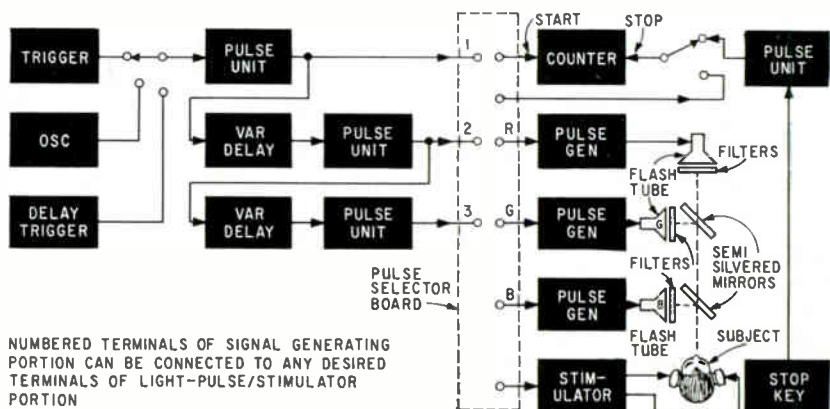 START
STOP
TRIGGER
PULSE
UNIT
1
COUNTER
PULSE
UNIT
OSC
VAR
DELAY
PULSE
UNIT
2
R
PULSE
GEN
FILTERS
FLASH
TUBE
DELAY
TRIGGER
VAR
DELAY
PULSE
UNIT
3
G
PULSE
GEN
G
SEMI
SILVERED
MIRRORS
FILTERS
PULSE
SELECTOR
BOARD
B
PULSE
GEN
B
FLASH
TUBE
SUBJECT
NUMBERED TERMINALS OF SIGNAL GENERATING
PORTION CAN BE CONNECTED TO ANY DESIRED
TERMINALS OF LIGHT-PULSE/STIMULATOR
PORTION
STIM-
ULATOR
STOP
KEY